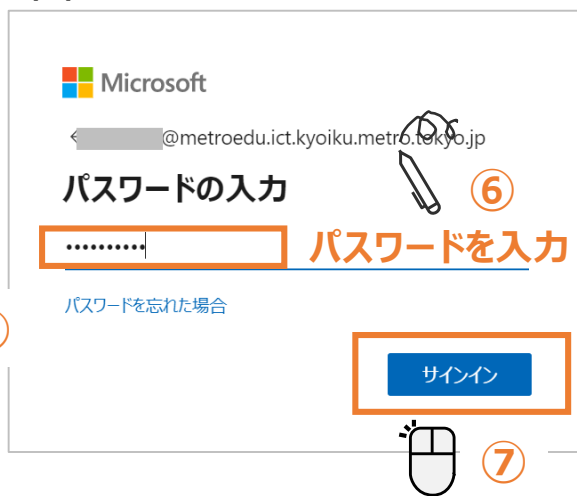 Microsoft
@metroedu.ict.kyoiku.metro.tokyo.jp
パスワードの入力
⑥
••••••••••
パスワードを入力
パスワードを忘れた場合
サインイン
⑦